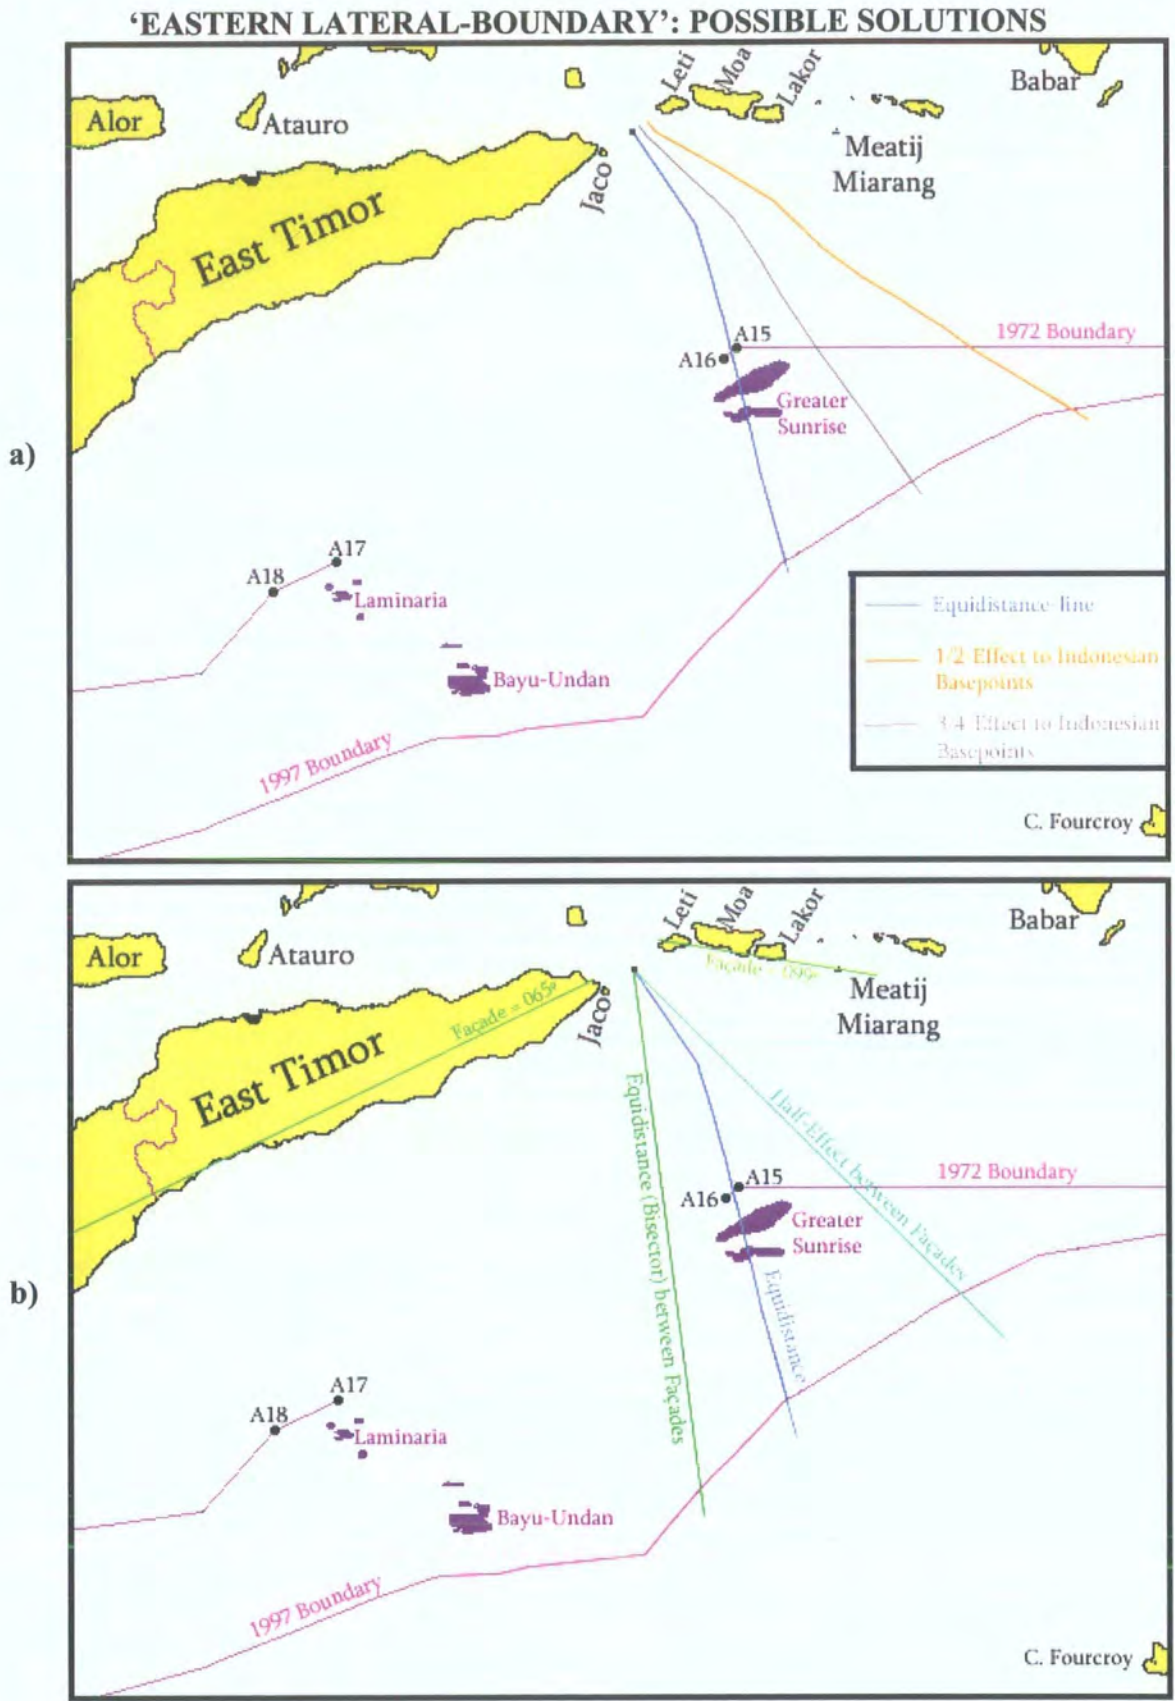 ‘EASTERN LATERAL-BOUNDARY’: POSSIBLE SOLUTIONS
a)
Alor
Atauro
Leti
Moa
Lakor
Babar
Meatij
Miarang
Jaco
East Timor
A15
1972 Boundary
A16
Greater
Sunrise
A17
A18
Laminaria
Bayu-Undan
1997 Boundary
Equidistance-line
1/2 Effect to Indonesian
Basepoints
3/4 Effect to Indonesian
Basepoints
C. Fourcroy
b)
Alor
Atauro
Leti
Moa
Lakor
Babar
Façade = 099º
Meatij
Miarang
Façade = 065º
Jaco
East Timor
Equidistance (Bisector) between Façades
Half-Effect between Façades
1972 Boundary
A15
A16
Greater
Sunrise
Equidistance
A17
A18
Laminaria
Bayu-Undan
1997 Boundary
C. Fourcroy